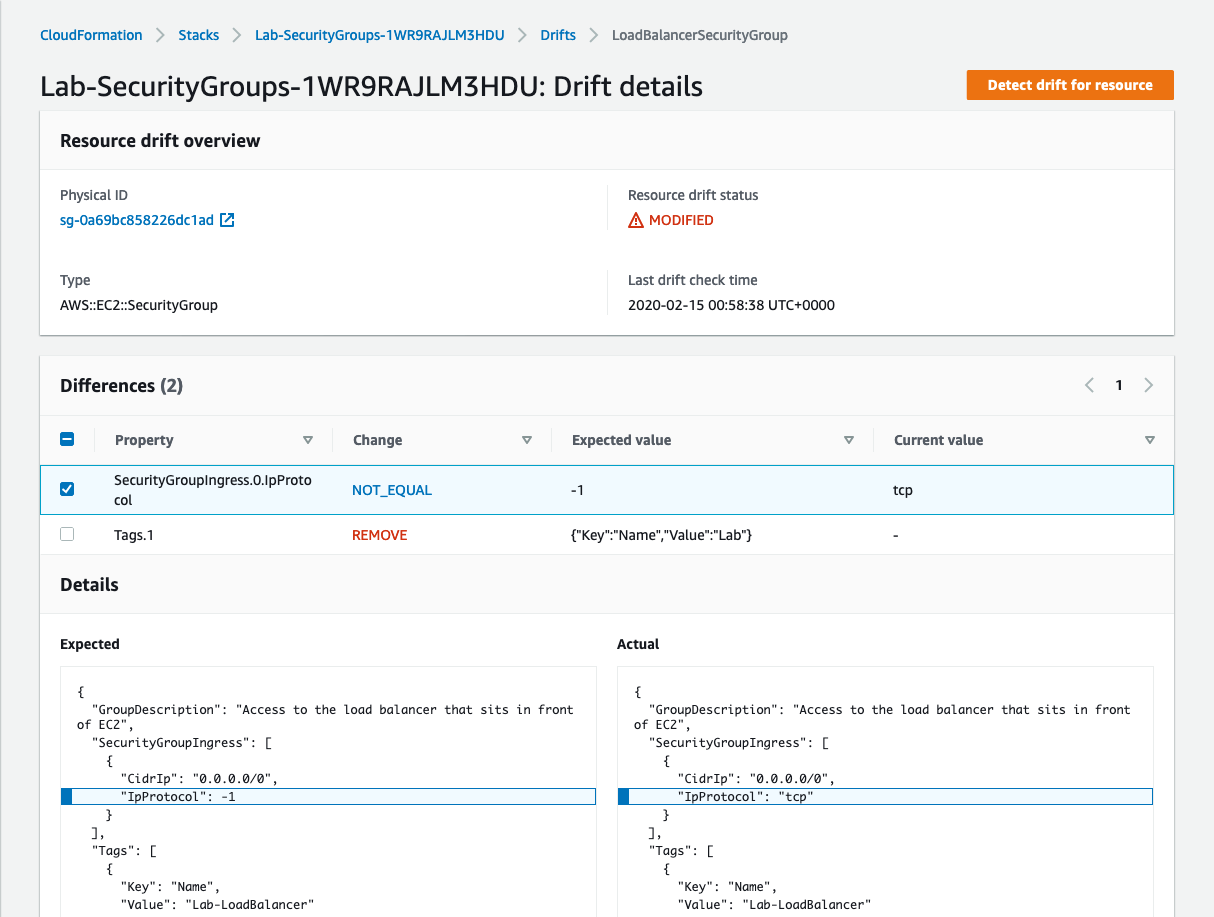 CloudFormation > Stacks > Lab-SecurityGroups-1WR9RAJLM3HDU > Drifts > LoadBalancerSecurityGroup
Lab-SecurityGroups-1WR9RAJLM3HDU: Drift details
Detect drift for resource
Resource drift overview
Physical ID
sg-0a69bc858226dc1ad
Resource drift status
MODIFIED
Type
AWS::EC2::SecurityGroup
Last drift check time
2020-02-15 00:58:38 UTC+0000
Differences (2)
1
Property Change Expected value Current value
SecurityGroupIngress.0.IpProto
col
NOT_EQUAL -1 tcp
Tags.1 REMOVE {"Key":"Name","Value":"Lab"} -
Details
Expected
{
"GroupDescription": "Access to the load balancer that sits in front
of EC2",
"SecurityGroupIngress": [
{
"CidrIp": "0.0.0.0/0",
"IpProtocol": -1
}
],
"Tags": [
{
"Key": "Name",
"Value": "Lab-LoadBalancer"
Actual
{
"GroupDescription": "Access to the load balancer that sits in front
of EC2",
"SecurityGroupIngress": [
{
"CidrIp": "0.0.0.0/0",
"IpProtocol": "tcp"
}
],
"Tags": [
{
"Key": "Name",
"Value": "Lab-LoadBalancer"